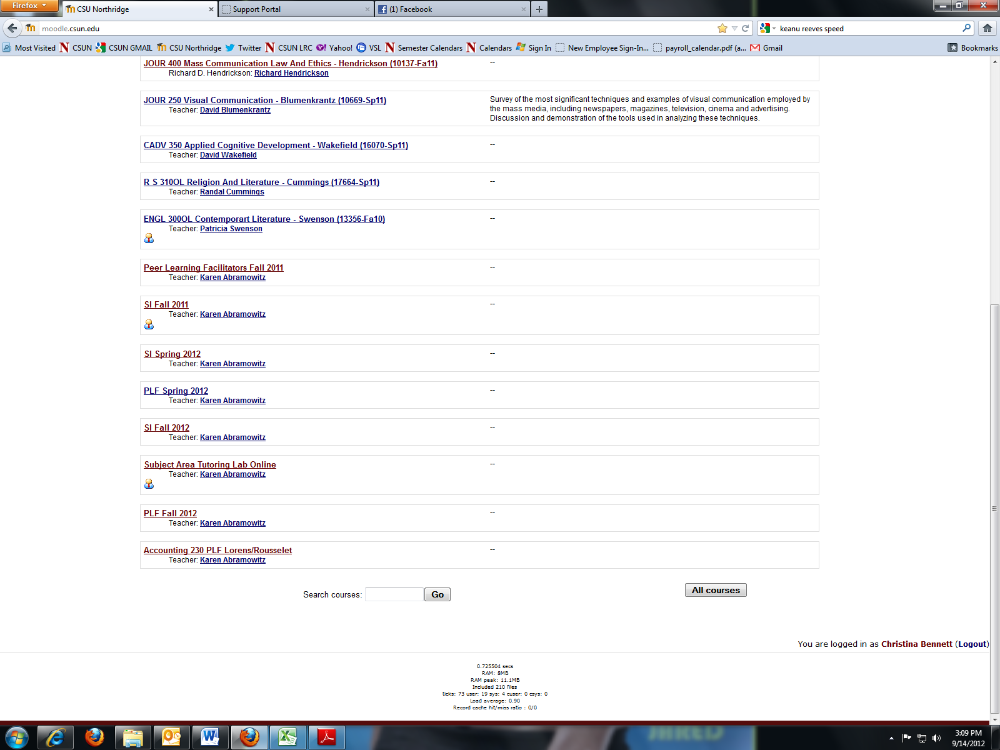 Firefox
CSU Northridge
Support Portal
(1) Facebook
moodle.csun.edu
keanu reeves speed
Most Visited CSUN CSUN GMAIL CSU Northridge Twitter CSUN LRC Yahoo! VSL Semester Calendars Calendars Sign In New Employee Sign-In... payroll_calendar.pdf (a... Gmail Bookmarks
JOUR 400 Mass Communication Law And Ethics - Hendrickson (10137-Fa11) --
Richard D. Hendrickson: Richard Hendrickson
JOUR 250 Visual Communication - Blumenkrantz (10669-Sp11)
Teacher: David Blumenkrantz
Survey of the most significant techniques and examples of visual communication employed by
the mass media, including newspapers, magazines, television, cinema and advertising.
Discussion and demonstration of the tools used in analyzing these techniques.
CADV 350 Applied Cognitive Development - Wakefield (16070-Sp11) --
Teacher: David Wakefield
R S 310OL Religion And Literature - Cummings (17664-Sp11) --
Teacher: Randal Cummings
ENGL 300OL Contemporart Literature - Swenson (13356-Fa10) --
Teacher: Patricia Swenson
Peer Learning Facilitators Fall 2011 --
Teacher: Karen Abramowitz
SI Fall 2011 --
Teacher: Karen Abramowitz
SI Spring 2012 --
Teacher: Karen Abramowitz
PLF Spring 2012 --
Teacher: Karen Abramowitz
SI Fall 2012 --
Teacher: Karen Abramowitz
Subject Area Tutoring Lab Online --
Teacher: Karen Abramowitz
PLF Fall 2012 --
Teacher: Karen Abramowitz
Accounting 230 PLF Lorens/Rousselet --
Teacher: Karen Abramowitz
Search courses: Go
All courses
You are logged in as Christina Bennett (Logout)
0.725504 secs
RAM: 8MB
RAM peak: 11.1MB
Included 210 files
ticks: 73 user: 19 sys: 4 cuser: 0 csys: 0
Load average: 0.90
Record cache hit/miss ratio : 0/0
3:09 PM
9/14/2012